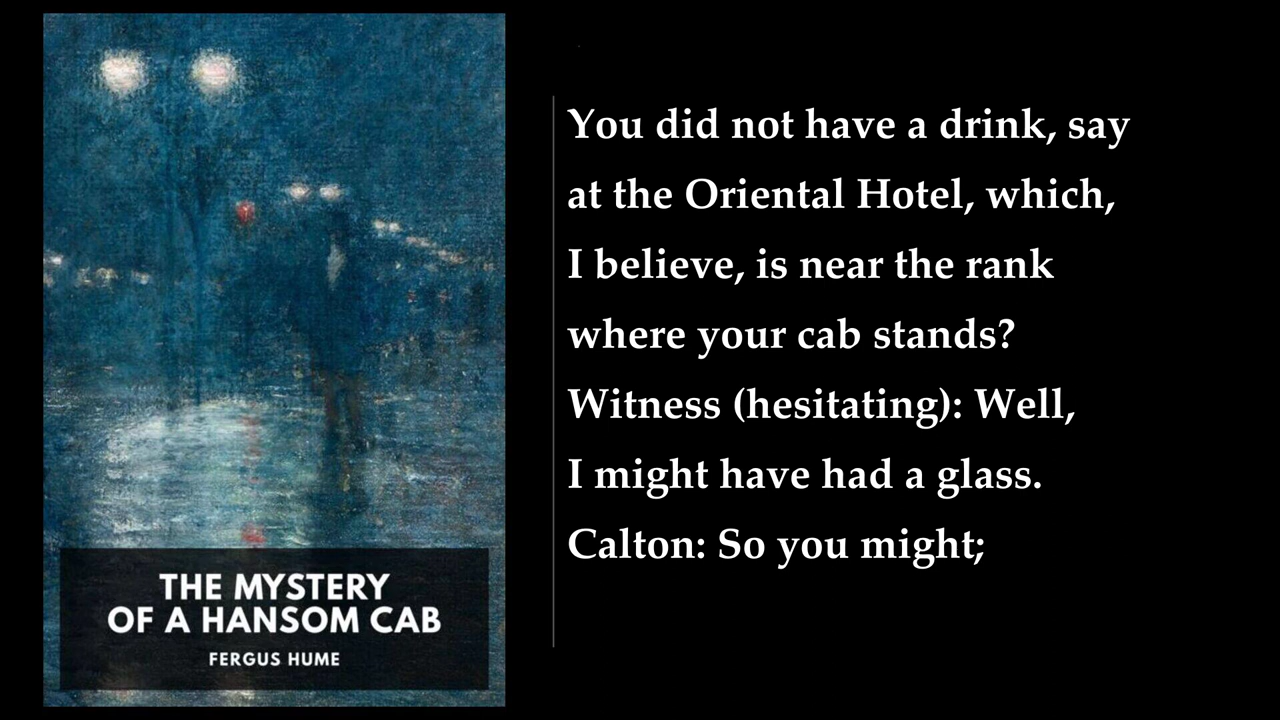 THE MYSTERY
OF A HANSOM CAB
FERGUS HUME
You did not have a drink, say
at the Oriental Hotel, which,
I believe, is near the rank
where your cab stands?
Witness (hesitating): Well,
I might have had a glass.
Calton: So you might;